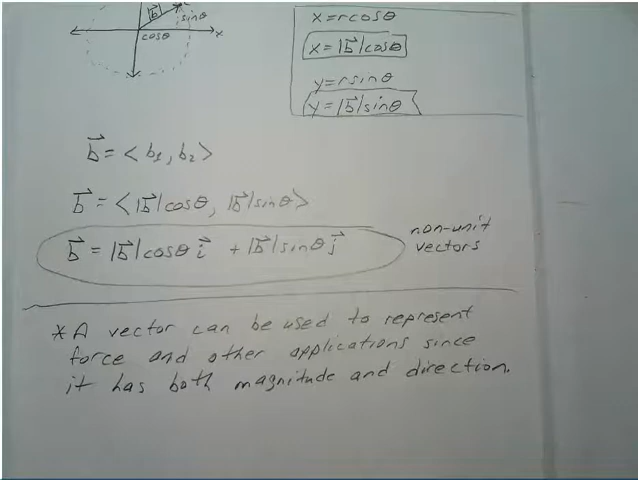 |b⃗|
sinθ
cosθ
x
x=rcosθ
x=|b⃗|cosθ
y=rsinθ
y=|b⃗|sinθ
b⃗ = <b₁, b₂>
b⃗ = <|b⃗|cosθ, |b⃗|sinθ>
b⃗ = |b⃗|cosθ i⃗ + |b⃗|sinθ j⃗
non-unit
vectors
*A vector can be used to represent
force and other applications since
it has both magnitude and direction.